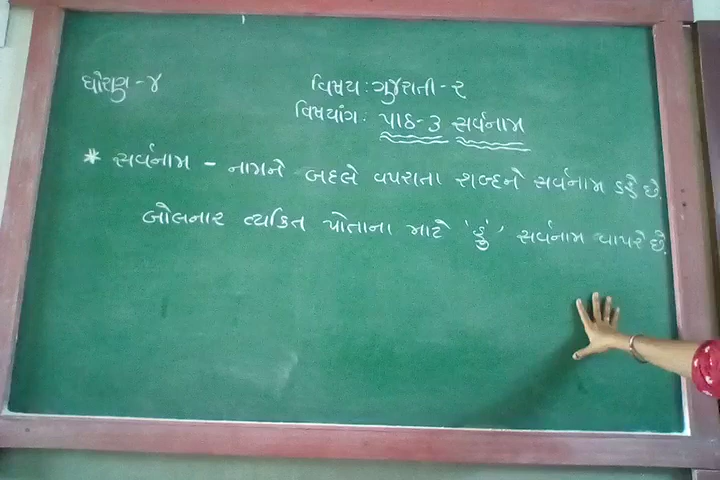 ધોરણ - ૪
વિષય : ગુજરાતી - ૨
વિષયાંગ : પાઠ - ૩ સર્વનામ
* સર્વનામ - નામને બદલે વપરાતા શબ્દને સર્વનામ કહે છે.
બોલનાર વ્યકિત પોતાના માટે 'હું' સર્વનામ વાપરે છે.